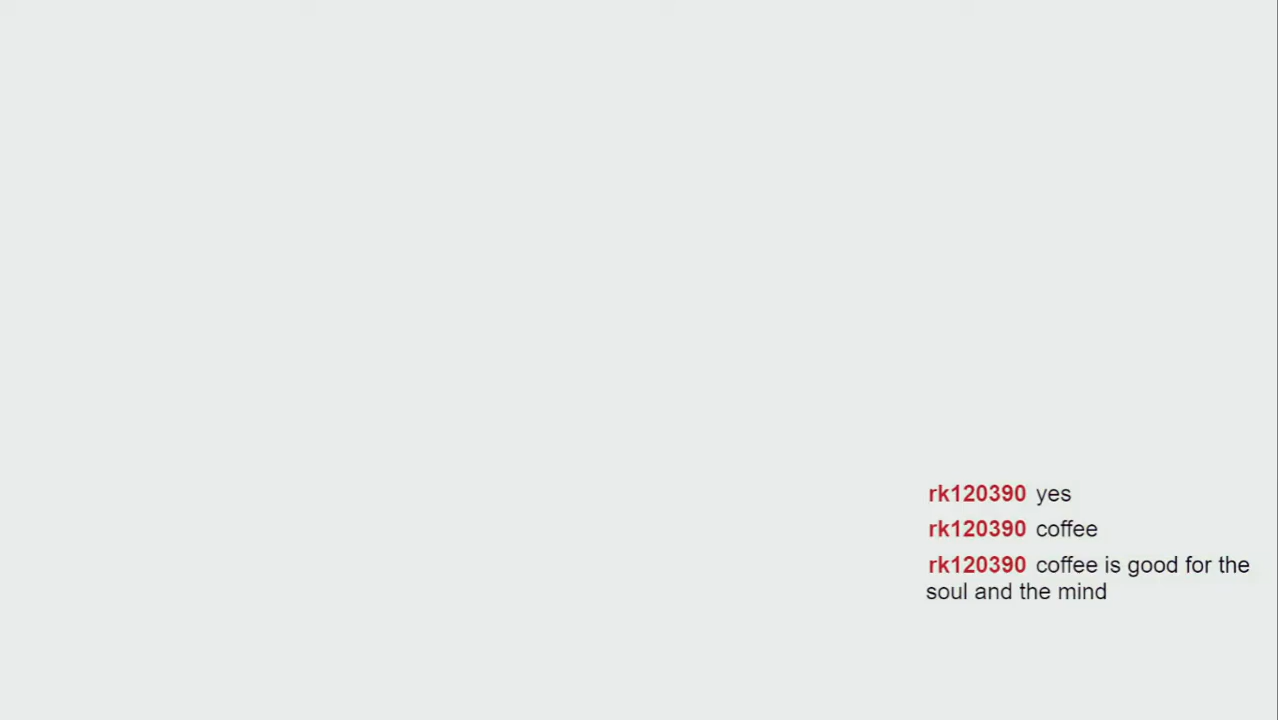 rk120390 yes
rk120390 coffee
rk120390 coffee is good for the
soul and the mind